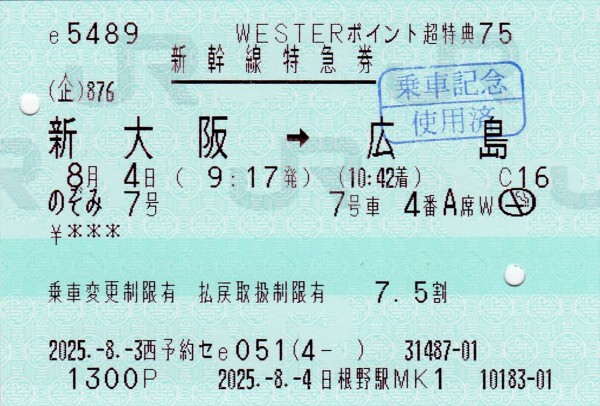 e5489 WESTERポイント超特典75
新幹線特急券
(企)876
乗車記念
使用済
新大阪 → 広島
8月 4日 ( 9:17発) (10:42着) C16
のぞみ 7号 7号車 4番A席W
￥***
乗車変更制限有 払戻取扱制限有 7.5割
2025.-8.-3西予約セe051(4- ) 31487-01
1300P 2025.-8.-4日根野駅MK1 10183-01